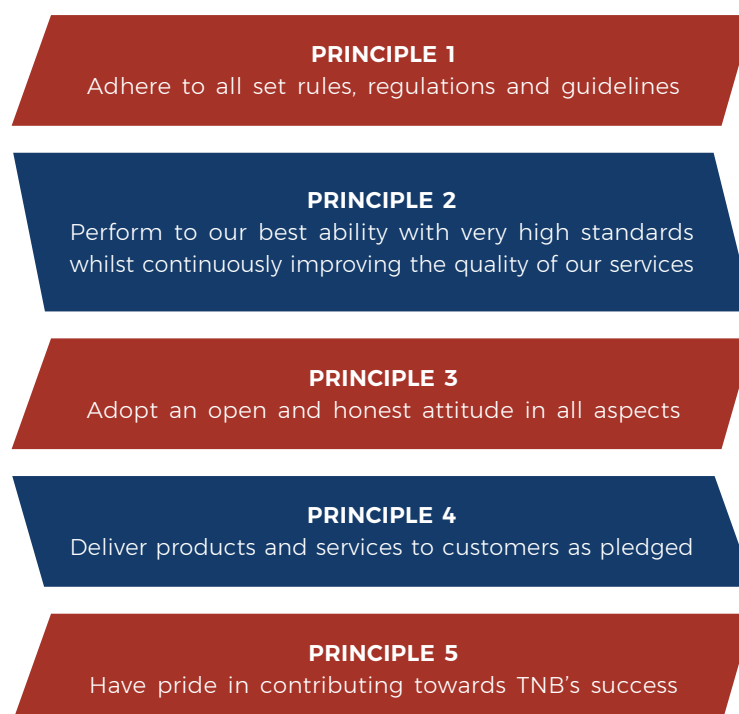 PRINCIPLE 1
Adhere to all set rules, regulations and guidelines
PRINCIPLE 2
Perform to our best ability with very high standards
whilst continuously improving the quality of our services
PRINCIPLE 3
Adopt an open and honest attitude in all aspects
PRINCIPLE 4
Deliver products and services to customers as pledged
PRINCIPLE 5
Have pride in contributing towards TNB's success